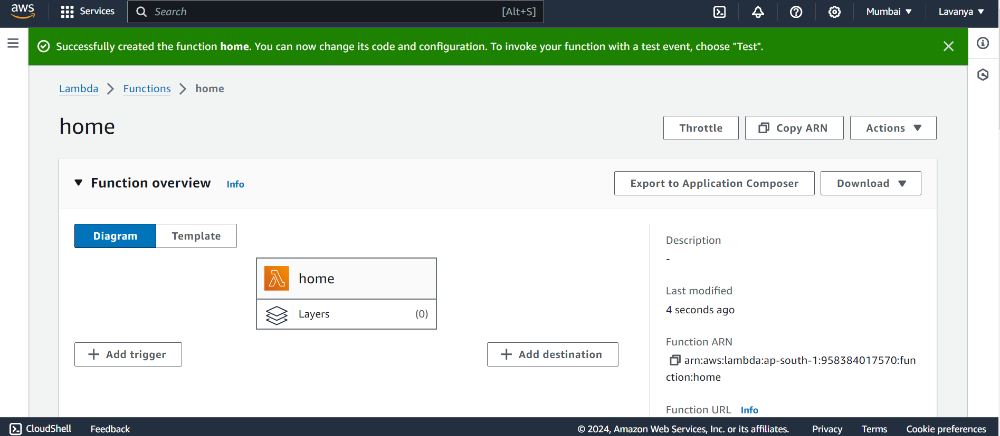 aws Services Search [Alt+S] Mumbai Lavanya
Successfully created the function home. You can now change its code and configuration. To invoke your function with a test event, choose "Test".
Lambda Functions home
home
Throttle Copy ARN Actions
Function overview Info
Export to Application Composer Download
Diagram Template
home
Layers (0)
+ Add trigger
+ Add destination
Description
-
Last modified
4 seconds ago
Function ARN
arn:aws:lambda:ap-south-1:958384017570:fun
ction:home
Function URL Info
CloudShell Feedback © 2024, Amazon Web Services, Inc. or its affiliates. Privacy Terms Cookie preferences